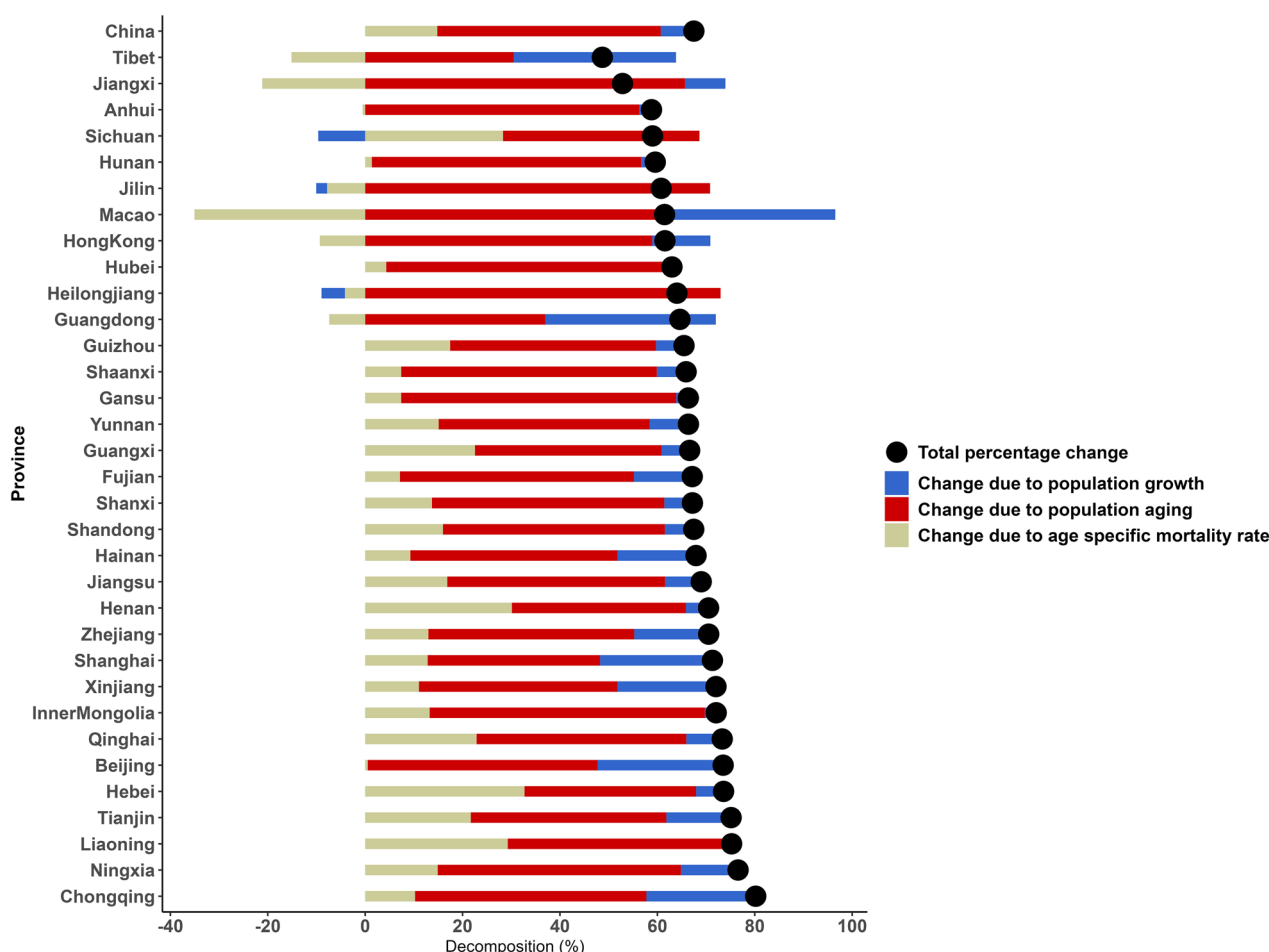 China
Tibet
Jiangxi
Anhui
Sichuan
Hunan
Jilin
Macao
HongKong
Hubei
Heilongjiang
Guangdong
Guizhou
Shaanxi
Gansu
Yunnan
Guangxi
Fujian
Shanxi
Shandong
Hainan
Jiangsu
Henan
Zhejiang
Shanghai
Xinjiang
InnerMongolia
Qinghai
Beijing
Hebei
Tianjin
Liaoning
Ningxia
Chongqing
Province
-40 -20 0 20 40 60 80 100
Decomposition (%)
Total percentage change
Change due to population growth
Change due to population aging
Change due to age specific mortality rate